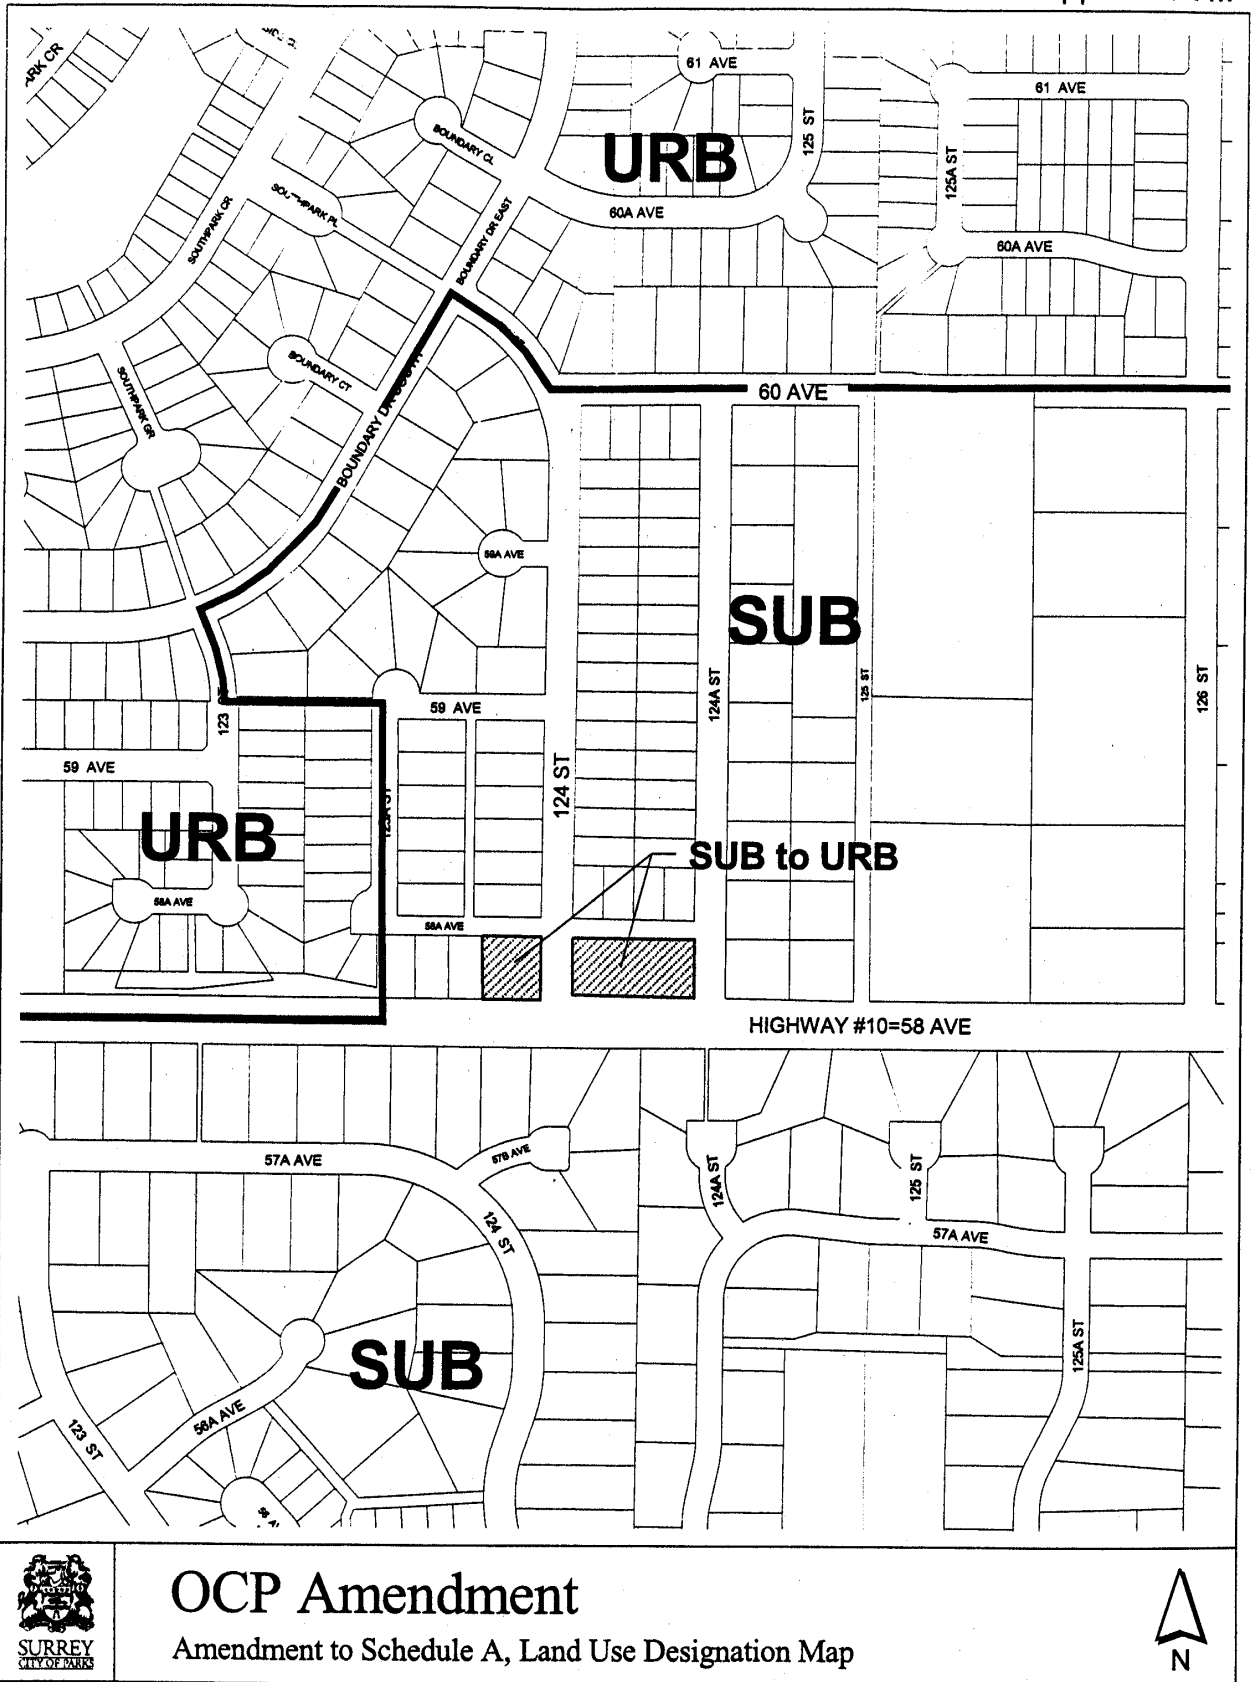 61 AVE
61 AVE
BOUNDARY CL
125 ST
URB
125A ST
SOUTHPARK CR
60A AVE
BOUNDARY DR EAST
60A AVE
BOUNDARY CT
SOUTHPARK GR
60 AVE
BOUNDARY DR
59A AVE
SUB
124A ST
125 ST
126 ST
123
59 AVE
59 AVE
124 ST
URB
SUB to URB
58A AVE
58A AVE
HIGHWAY #10=58 AVE
57A AVE
57B AVE
124A ST
125 ST
124 ST
57A AVE
SUB
125A ST
56A AVE
123 ST
SURREY
CITY OF PARKS
OCP Amendment
Amendment to Schedule A, Land Use Designation Map
N